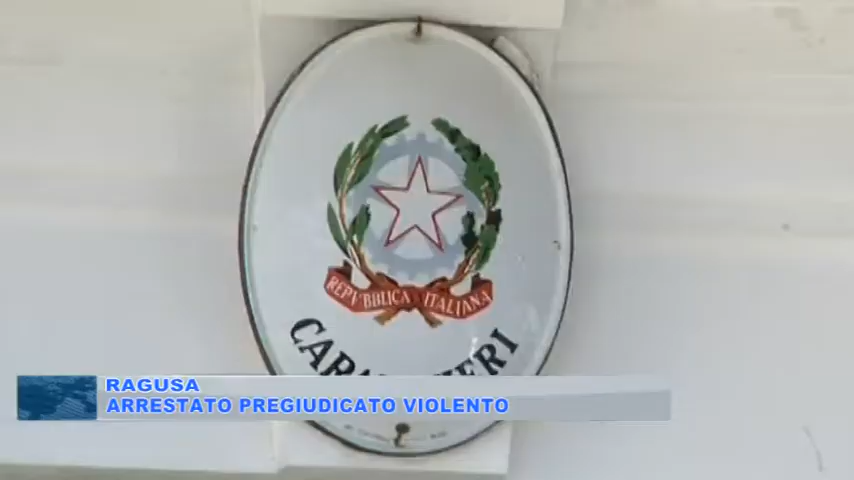 REPVBBLICA ITALIANA
RAGUSA
ARRESTATO PREGIUDICATO VIOLENTO